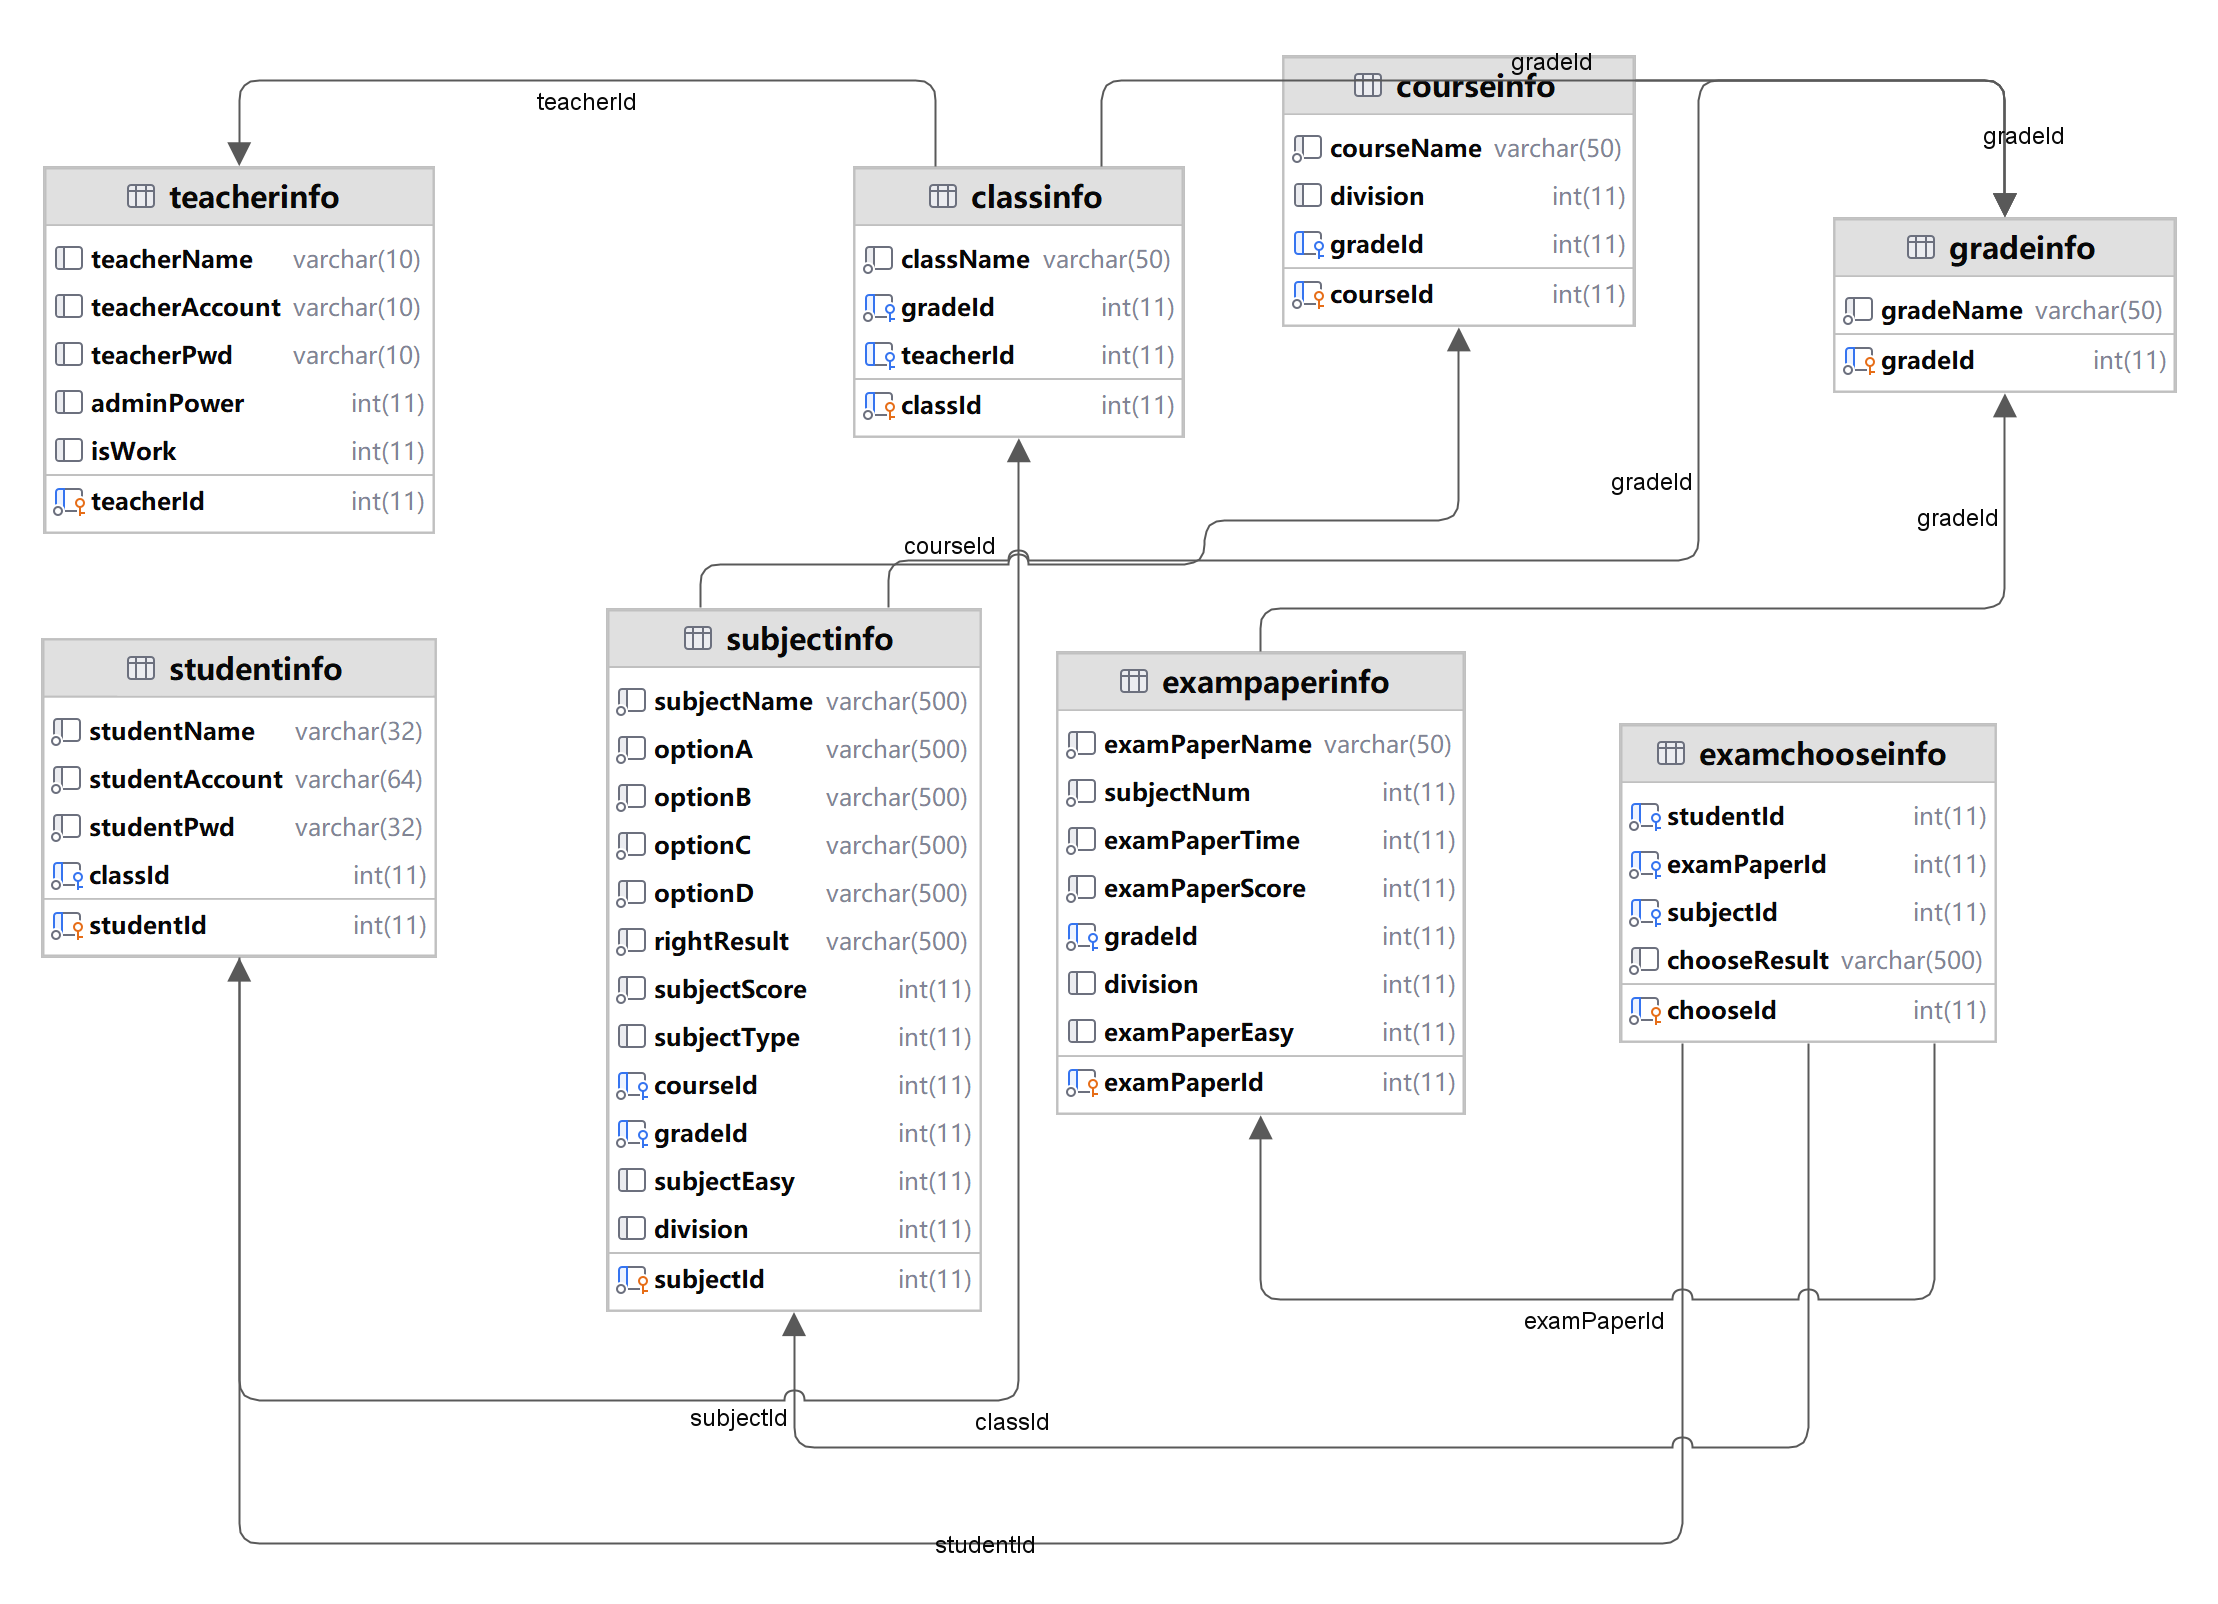 teacherinfo
teacherName varchar(10)
teacherAccount varchar(10)
teacherPwd varchar(10)
adminPower int(11)
isWork int(11)
teacherId int(11)
classinfo
className varchar(50)
gradeId int(11)
teacherId int(11)
classId int(11)
courseinfo
courseName varchar(50)
division int(11)
gradeId int(11)
courseId int(11)
gradeinfo
gradeName varchar(50)
gradeId int(11)
studentinfo
studentName varchar(32)
studentAccount varchar(64)
studentPwd varchar(32)
classId int(11)
studentId int(11)
subjectinfo
subjectName varchar(500)
optionA varchar(500)
optionB varchar(500)
optionC varchar(500)
optionD varchar(500)
rightResult varchar(500)
subjectScore int(11)
subjectType int(11)
courseId int(11)
gradeId int(11)
subjectEasy int(11)
division int(11)
subjectId int(11)
exampaperinfo
examPaperName varchar(50)
subjectNum int(11)
examPaperTime int(11)
examPaperScore int(11)
gradeId int(11)
division int(11)
examPaperEasy int(11)
examPaperId int(11)
examchooseinfo
studentId int(11)
examPaperId int(11)
subjectId int(11)
chooseResult varchar(500)
chooseId int(11)
teacherId
gradeId
gradeId
gradeId
gradeId
courseId
examPaperId
subjectId
classId
studentId